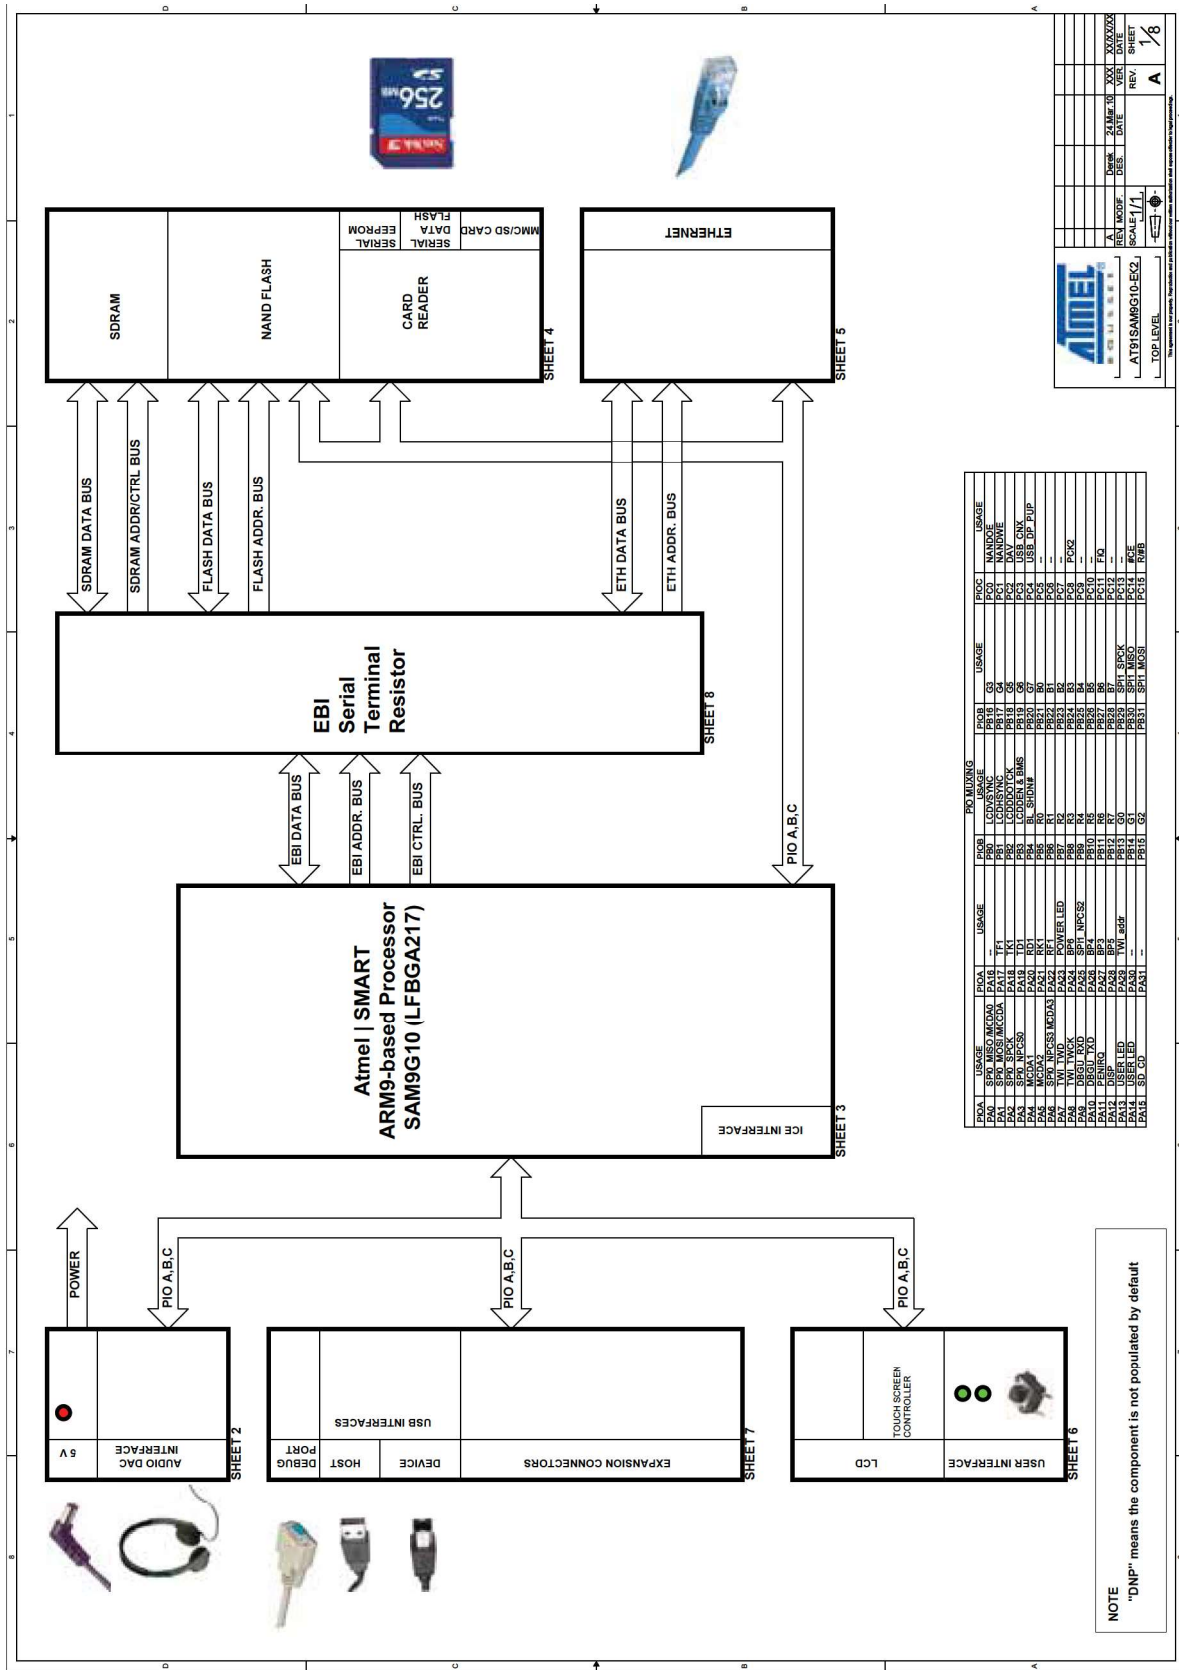 POWER
5 V
AUDIO DAC
INTERFACE
SHEET 2
PIO A,B,C
DEBUG
PORT
HOST
DEVICE
USB INTERFACES
EXPANSION CONNECTORS
SHEET 7
PIO A,B,C
LCD
TOUCH SCREEN
CONTROLLER
USER INTERFACE
SHEET 6
PIO A,B,C
Atmel | SMART
ARM9-based Processor
SAM9G10 (LFBGA217)
ICE INTERFACE
SHEET 3
EBI DATA BUS
EBI ADDR. BUS
EBI CTRL. BUS
PIO A,B,C
EBI
Serial
Terminal
Resistor
SHEET 8
SDRAM DATA BUS
SDRAM ADDR/CTRL BUS
FLASH DATA BUS
FLASH ADDR. BUS
ETH DATA BUS
ETH ADDR. BUS
SDRAM
NAND FLASH
CARD
READER
SERIAL
EEPROM
SERIAL
DATA
FLASH
MMC/SD CARD
SHEET 4
ETHERNET
SHEET 5
SanDisk
256MB
NOTE
"DNP" means the component is not populated by default
PIO MUXING
PIOA USAGE PIOA USAGE PIOB USAGE PIOB USAGE PIOC USAGE
PA0 SPI0_MISO /MCDA0 PA16 -- PB0 LCDVSYNC PB16 G3 PC0 NANDOE
PA1 SPI0_MOSI /MCCDA PA17 TF1 PB1 LCDHSYNC PB17 G4 PC1 NANDWE
PA2 SPI0_SPCK PA18 TK1 PB2 LCDDOTCK PB18 G5 PC2 DAV
PA3 SPI0_NPCS0 PA19 TD1 PB3 LCDDEN & BMS PB19 G6 PC3 USB_CNX
PA4 MCDA1 PA20 RD1 PB4 BL_SHDN# PB20 G7 PC4 USB_DP_PUP
PA5 MCDA2 PA21 RK1 PB5 R0 PB21 B0 PC5 --
PA6 SPI0_NPCS3 MCDA3 PA22 RF1 PB6 R1 PB22 B1 PC6 --
PA7 TWI_TWD PA23 POWER LED PB7 R2 PB23 B2 PC7 --
PA8 TWI_TWCK PA24 BP6 PB8 R3 PB24 B3 PC8 PCK2
PA9 DBGU_RXD PA25 SPI1_NPCS2 PB9 R4 PB25 B4 PC9 --
PA10 DBGU_TXD PA26 BP4 PB10 R5 PB26 B5 PC10 --
PA11 PENIRQ PA27 BP3 PB11 R6 PB27 B6 PC11 FIQ
PA12 DISP PA28 BP5 PB12 R7 PB28 B7 PC12 --
PA13 USER LED PA29 TWI_addr PB13 G0 PB29 SPI1_SPCK PC13 --
PA14 USER LED PA30 -- PB14 G1 PB30 SPI1_MISO PC14 #CE
PA15 SD_CD PA31 -- PB15 G2 PB31 SPI1_MOSI PC15 R/#B
ATMEL
ROUSSET
AT91SAM9G10-EK2
TOP LEVEL
A Derek 24.Mar.10 XXX XX/XX/XX
REV MODIF. DES. DATE VER. DATE
SCALE 1/1
REV. SHEET
A 1/8